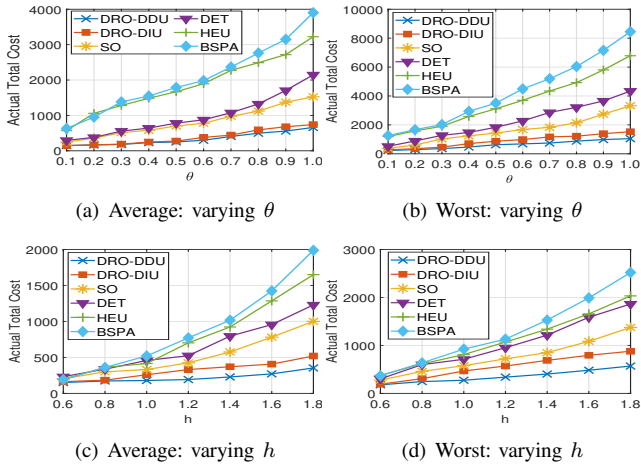 Actual Total Cost
4000
3000
2000
1000
0
DRO-DDU
DRO-DIU
SO
DET
HEU
BSPA
0.1 0.2 0.3 0.4 0.5 0.6 0.7 0.8 0.9 1.0
θ
(a) Average: varying θ
Actual Total Cost
10000
8000
6000
4000
2000
0
DRO-DDU
DRO-DIU
SO
DET
HEU
BSPA
0.1 0.2 0.3 0.4 0.5 0.6 0.7 0.8 0.9 1.0
θ
(b) Worst: varying θ
Actual Total Cost
2000
1500
1000
500
0
DRO-DDU
DRO-DIU
SO
DET
HEU
BSPA
0.6 0.8 1.0 1.2 1.4 1.6 1.8
h
(c) Average: varying h
Actual Total Cost
3000
2000
1000
0
DRO-DDU
DRO-DIU
SO
DET
HEU
BSPA
0.6 0.8 1.0 1.2 1.4 1.6 1.8
h
(d) Worst: varying h